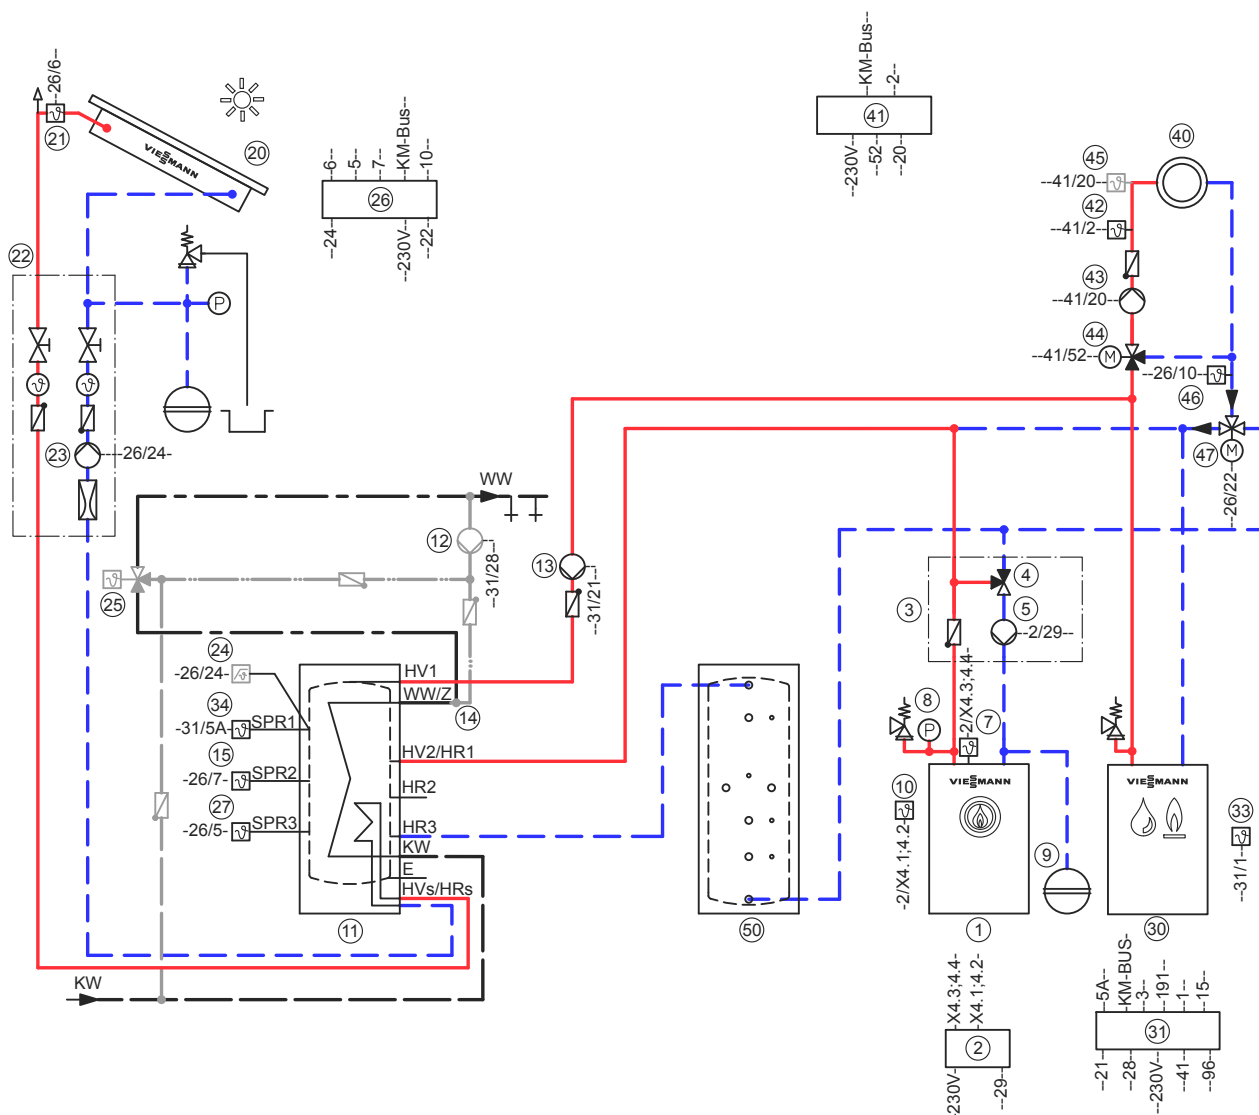 --26/6--
21
VIESSMANN
20
22
P
23
----26/24-
--6--
--5--
--7--
--KM-Bus--
--10--
26
--24--
--230V--
--22--
--KM-Bus--
--2--
41
--230V--
--52--
--20--
40
45
--41/20--
42
--41/2--
43
--41/20--
44
--41/52--
M
--26/10--
46
47
M
--26/22--
WW
12
--31/28--
13
--31/21--
25
24
-26/24-
34
-31/5A-
SPR1
15
-26/7-
SPR2
27
-26/5-
SPR3
HV1
WW/Z
14
HV2/HR1
HR2
HR3
KW
E
HVs/HRs
11
KW
50
3
4
5
--2/29--
8
P
7
-2/X4.3;4.4-
10
-2/X4.1;4.2-
VIESSMANN
9
1
VIESSMANN
33
--31/1--
30
-X4.3;4.4-
-X4.1;4.2-
2
-230V-
--29--
--5A--
-KM-BUS-
--3--
--191--
--1--
--15--
31
--21--
--28--
--230V--
--41--
--96--